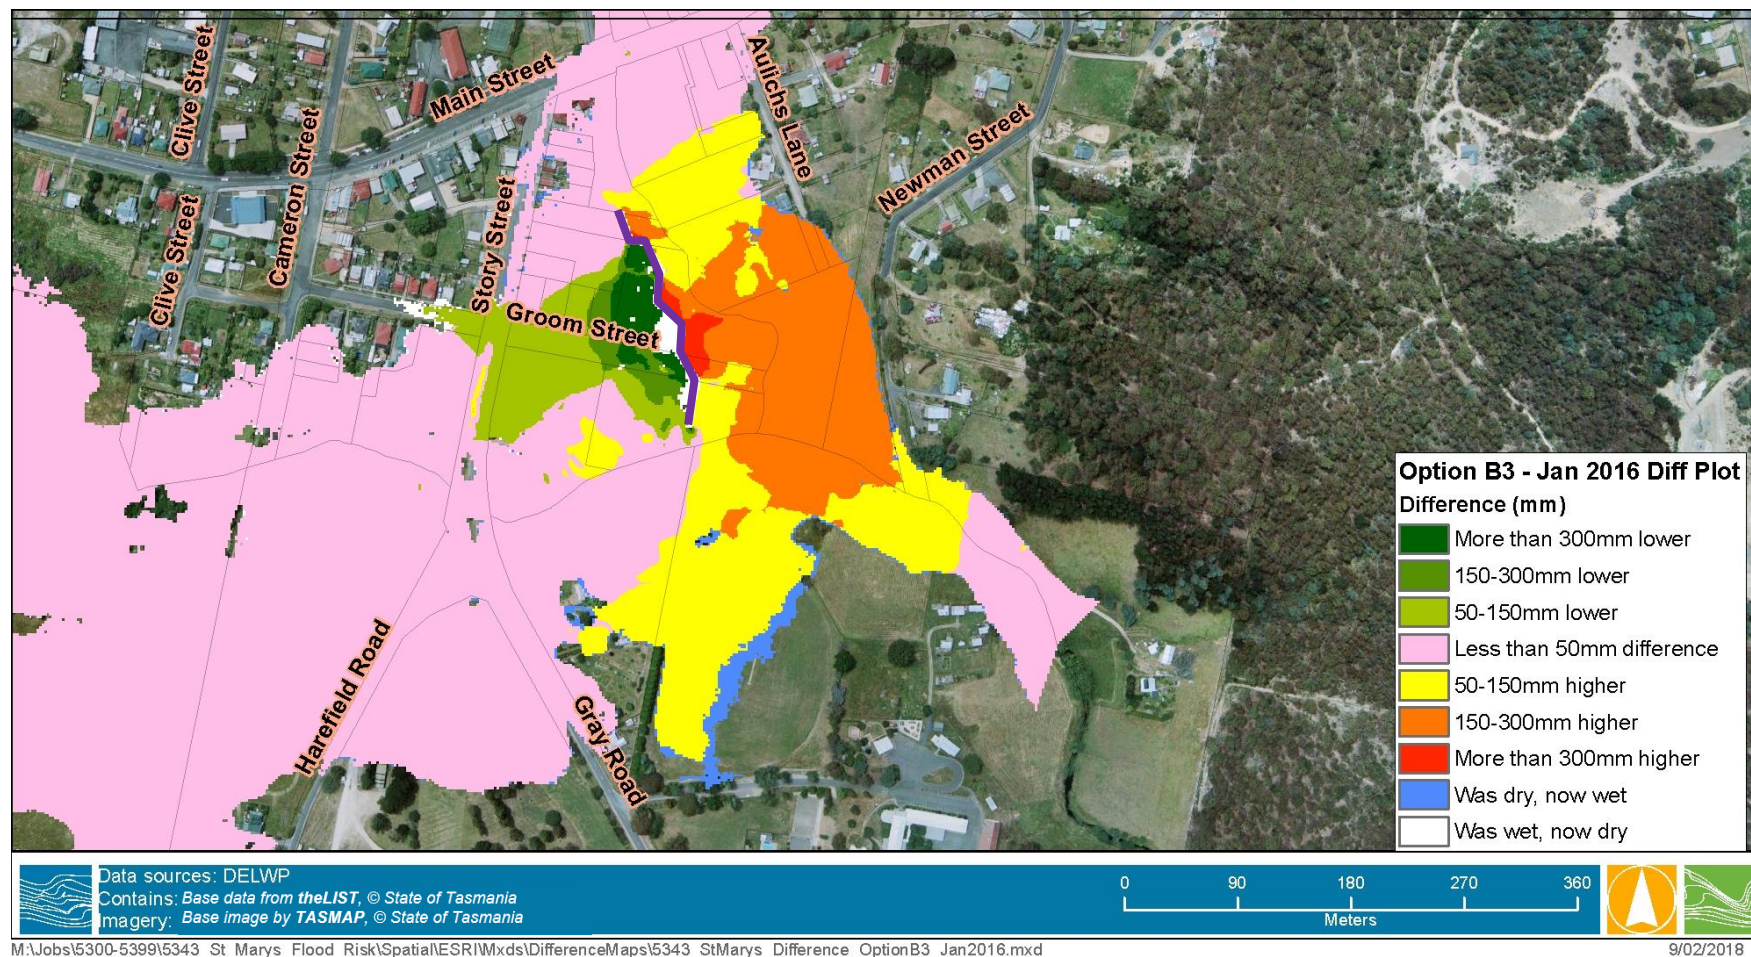 Clive Street
Main Street
Aulichs Lane
Cameron Street
Newman Street
Clive Street
Story Street
Groom Street
Harefield Road
Gray Road
Option B3 - Jan 2016 Diff Plot
Difference (mm)
More than 300mm lower
150-300mm lower
50-150mm lower
Less than 50mm difference
50-150mm higher
150-300mm higher
More than 300mm higher
Was dry, now wet
Was wet, now dry
Data sources: DELWP
Contains: Base data from theLIST, © State of Tasmania
Imagery: Base image by TASMAP, © State of Tasmania
0 90 180 270 360
Meters
M:\Jobs\5300-5399\5343_St_Marys_Flood_Risk\Spatial\ESRI\Mxds\DifferenceMaps\5343_StMarys_Difference_OptionB3_Jan2016.mxd
9/02/2018